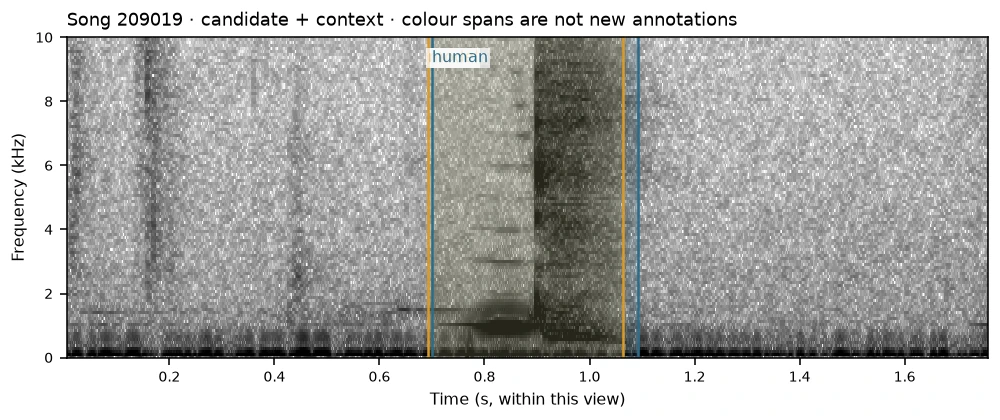 Song 209019 · candidate + context · colour spans are not new annotations
human
Frequency (kHz)
10
8
6
4
2
0
0.2 0.4 0.6 0.8 1.0 1.2 1.4 1.6
Time (s, within this view)